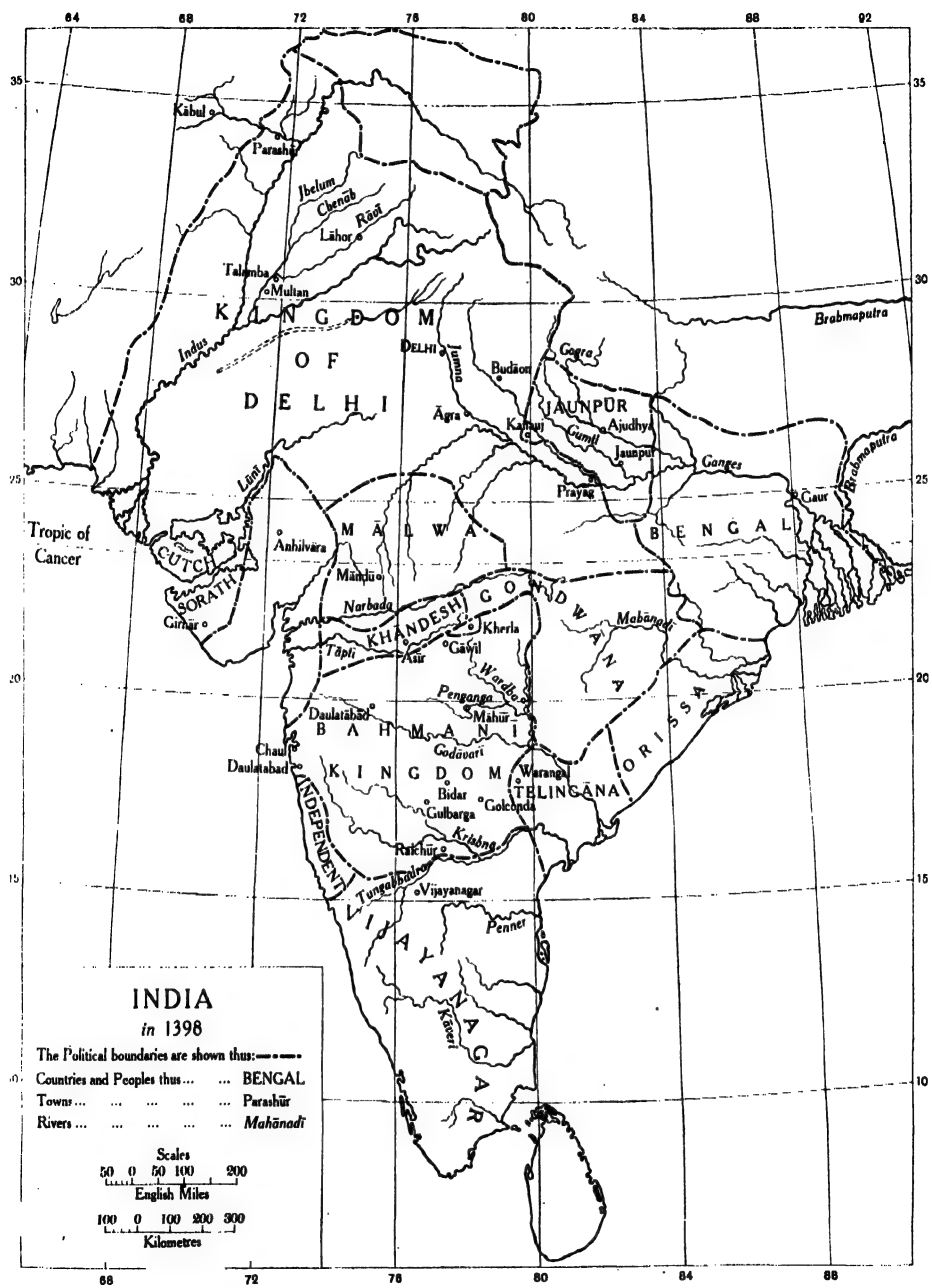 64 68 72 76 80 84 88 92
35 35
Kābul
Parashūr
Jhelum
Chenāb
Rāvī
Lāhor
30 30
Talamba
Multan
KINGDOM
Brahmaputra
Indus
DELHI
Jumna
Gogra
OF
Budāon
DELHI
JAUNPŪR
Āgra
Kanauj
Ajudhya
Gumti
Brahmaputra
Lūnī
Jaunpur
Ganges
25 25
Prayag
Gaur
Tropic of
Cancer
Anhilvāra
MĀLWA
BENGAL
CUTCH
Māndū
SORATH
Girnār
Narbada
GONDWĀNA
KHANDESH
Mahānadi
Kherla
Tāpti
Asīr
Gāwil
20 20
Wardha
Penganga
Daulatābād
Māhūr
ORISSA
BAHMANI
Godāvarī
Chaul
Daulatabad
KINGDOM
Warangal
Bidar
TELINGĀNA
INDEPENDENT
Golconda
Gulbarga
Krishna
Raichūr
15 15
Tungabhadra
Vijayanagar
VIJAYANAGAR
Penner
Kāveri
INDIA
in 1398
The Political boundaries are shown thus:
10
Countries and Peoples thus... ... BENGAL
Towns... ... ... ... ... Parashūr
Rivers ... ... ... ... ... Mahānadī
Scales
50 0 50 100 200
English Miles
100 0 100 200 300
Kilometres
68 72 76 80 84 88